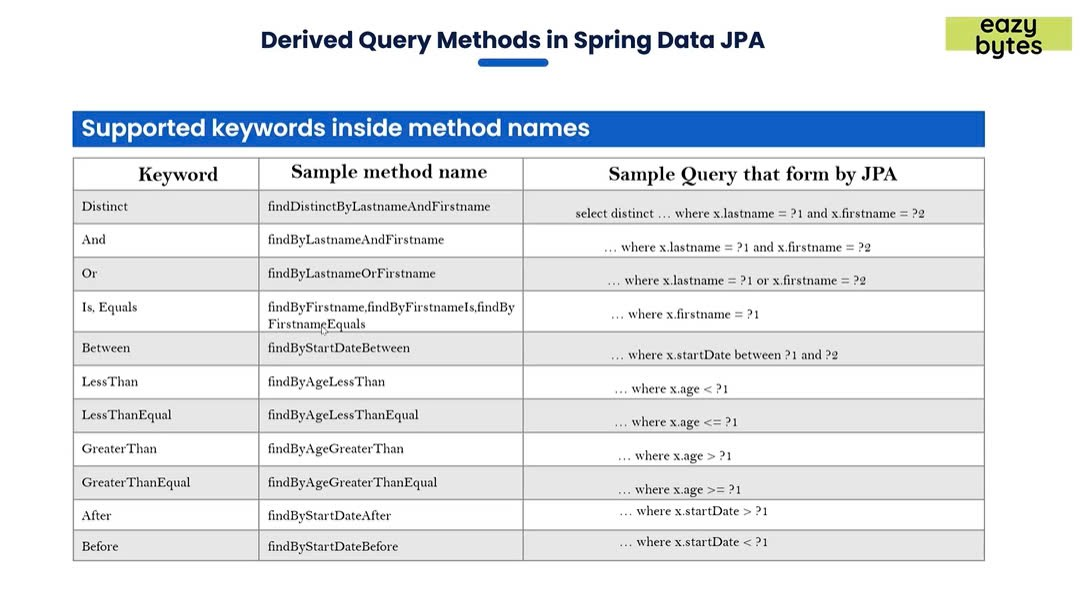 Derived Query Methods in Spring Data JPA
eazy
bytes
Supported keywords inside method names
Keyword Sample method name Sample Query that form by JPA
Distinct findDistinctByLastnameAndFirstname select distinct … where x.lastname = ?1 and x.firstname = ?2
And findByLastnameAndFirstname … where x.lastname = ?1 and x.firstname = ?2
Or findByLastnameOrFirstname … where x.lastname = ?1 or x.firstname = ?2
Is, Equals findByFirstname,findByFirstnameIs,findBy
FirstnameEquals … where x.firstname = ?1
Between findByStartDateBetween … where x.startDate between ?1 and ?2
LessThan findByAgeLessThan … where x.age < ?1
LessThanEqual findByAgeLessThanEqual … where x.age <= ?1
GreaterThan findByAgeGreaterThan … where x.age > ?1
GreaterThanEqual findByAgeGreaterThanEqual … where x.age >= ?1
After findByStartDateAfter … where x.startDate > ?1
Before findByStartDateBefore … where x.startDate < ?1